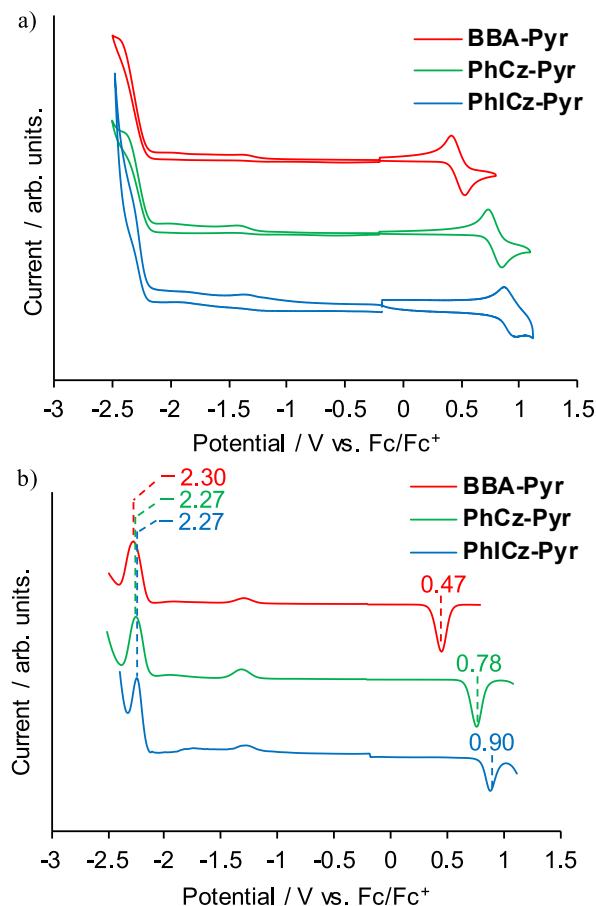 a)
BBA-Pyr
PhCz-Pyr
PhICz-Pyr
Current / arb. units.
-3 -2.5 -2 -1.5 -1 -0.5 0 0.5 1 1.5
Potential / V vs. Fc/Fc⁺
b)
−2.30
−2.27
−2.27
BBA-Pyr
PhCz-Pyr
PhICz-Pyr
0.47
0.78
0.90
Current / arb. units.
-3 -2.5 -2 -1.5 -1 -0.5 0 0.5 1 1.5
Potential / V vs. Fc/Fc⁺